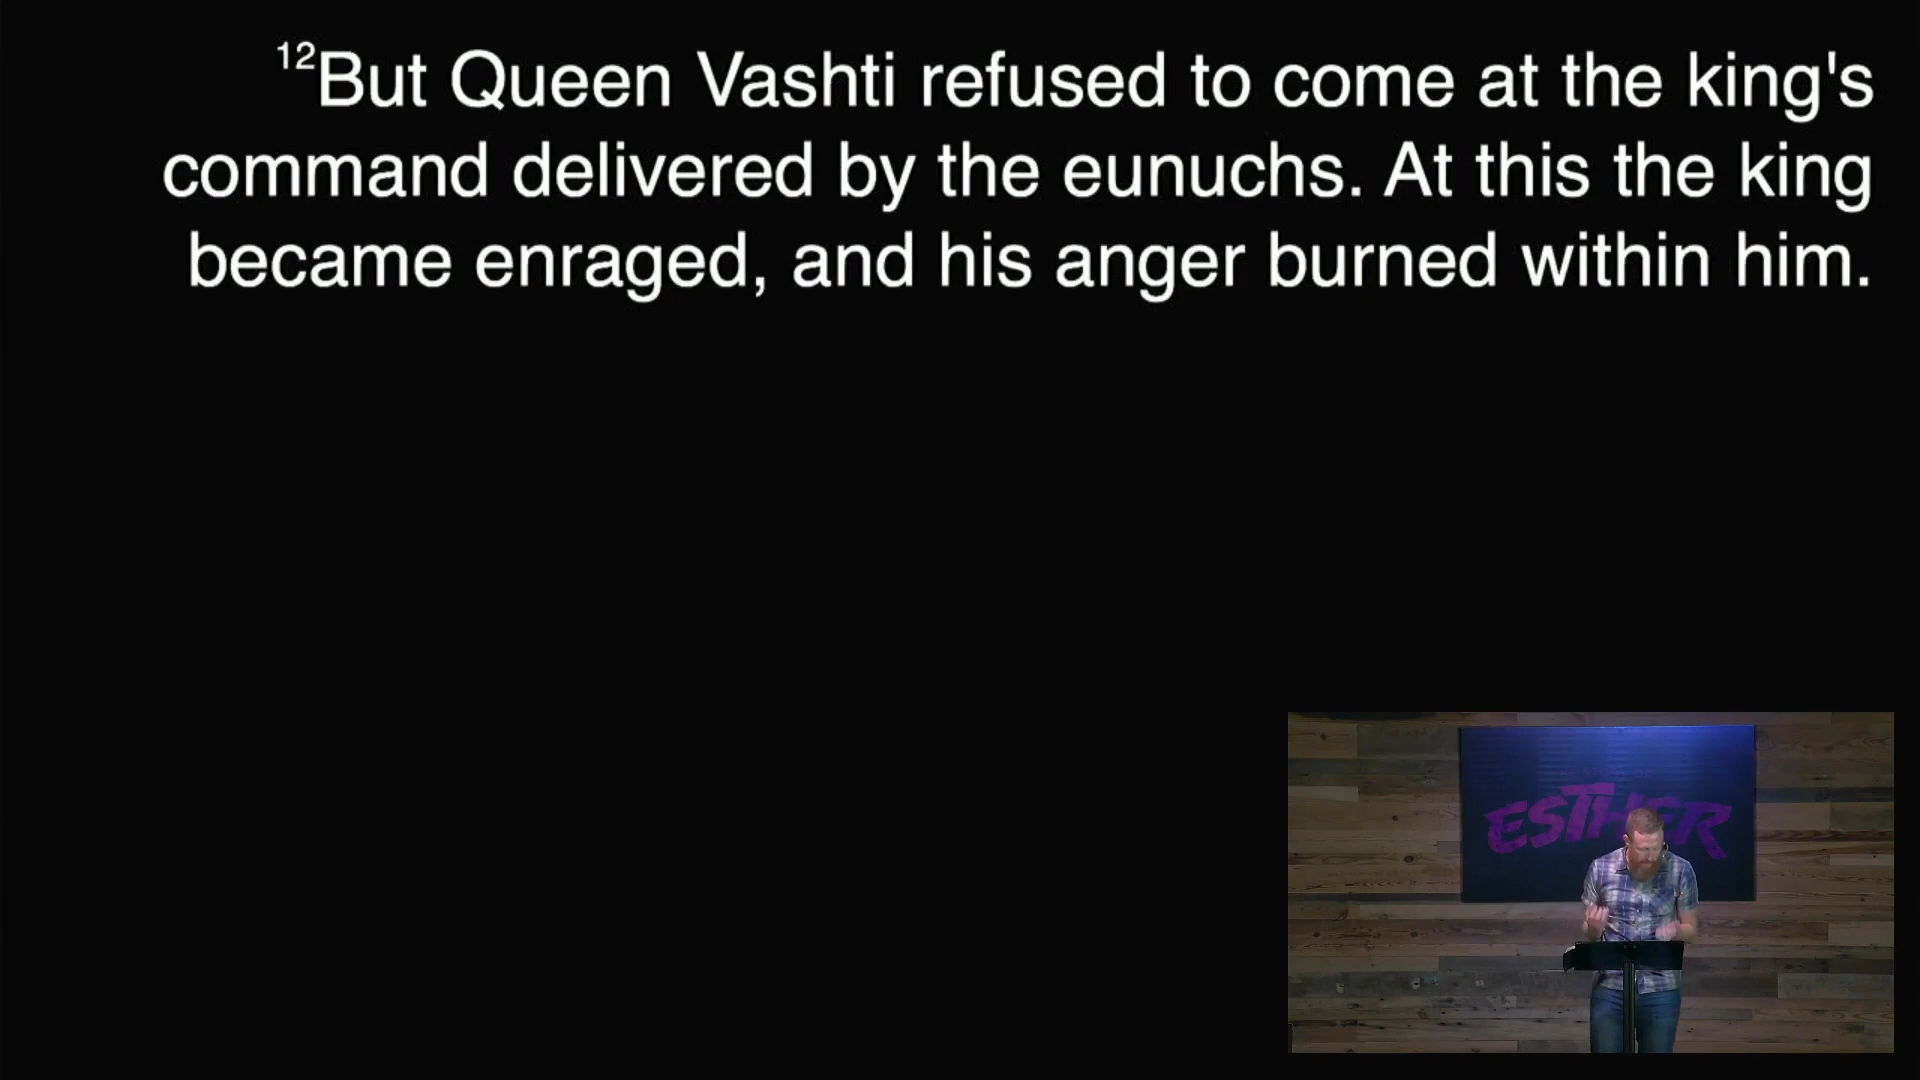 12But Queen Vashti refused to come at the king's
command delivered by the eunuchs. At this the king
became enraged, and his anger burned within him.
ESTHER